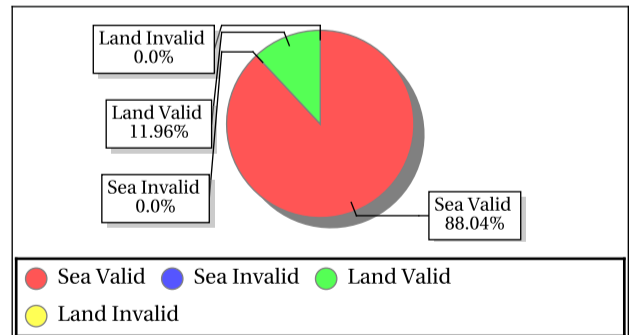 Land Invalid
0.0%
Land Valid
11.96%
Sea Invalid
0.0%
Sea Valid
88.04%
Sea Valid Sea Invalid Land Valid
Land Invalid